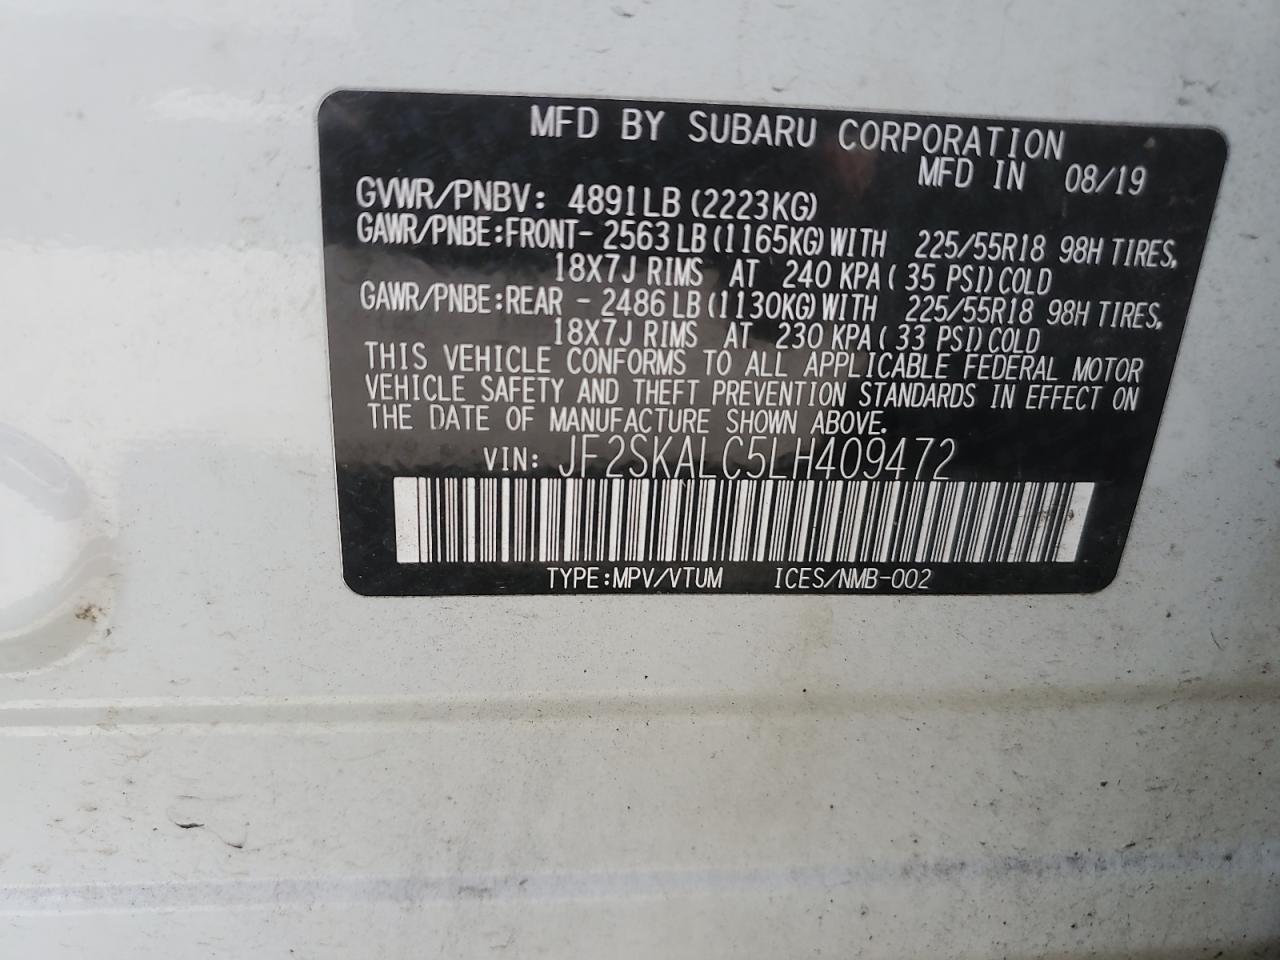 MFD BY SUBARU CORPORATION
MFD IN 08/19
GVWR/PNBV: 4891LB (2223KG)
GAWR/PNBE:FRONT- 2563LB (1165KG) WITH 225/55R18 98H TIRES,
18X7J RIMS AT 240 KPA( 35 PSI) COLD
GAWR/PNBE:REAR - 2486LB (1130KG) WITH 225/55R18 98H TIRES,
18X7J RIMS AT 230 KPA( 33 PSI) COLD
THIS VEHICLE CONFORMS TO ALL APPLICABLE FEDERAL MOTOR
VEHICLE SAFETY AND THEFT PREVENTION STANDARDS IN EFFECT ON
THE DATE OF MANUFACTURE SHOWN ABOVE.
VIN: JF2SKALC5LH409472
TYPE:MPV/VTUM ICES/NMB-002